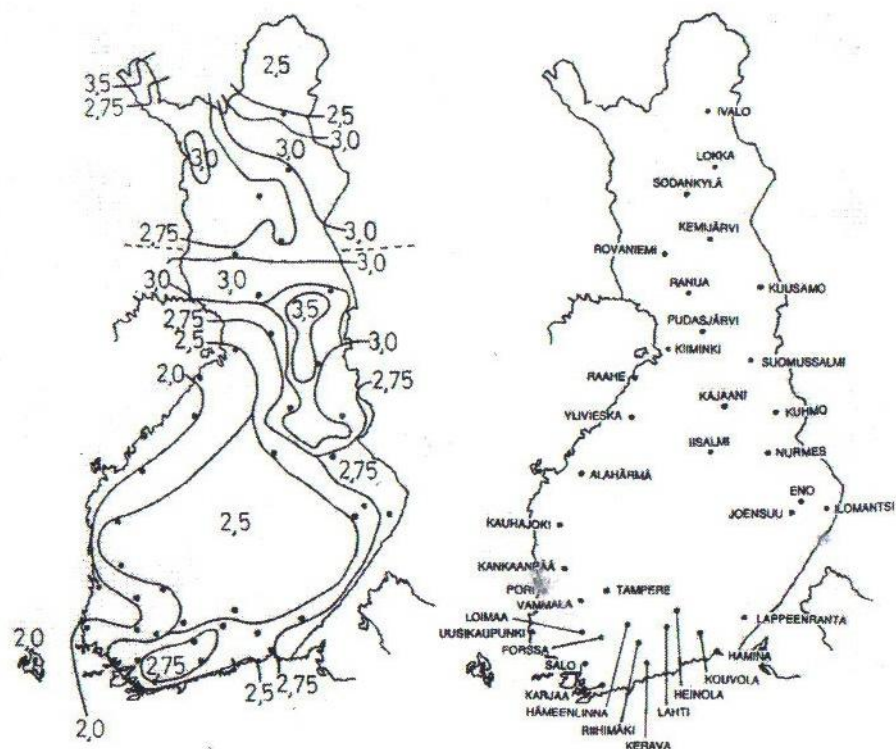 2,5
3,5
2,75
2,5
3,0
3,0
3,0
2,75
3,0
3,0
3,0
3,0
3,5
2,75
2,5
3,0
2,0
2,75
2,75
2,5
2,0
2,75
2,5
2,75
2,0
IVALO
LOKKA
SODANKYLÄ
KEMIJÄRVI
ROVANIEMI
RANUA
KUUSAMO
PUDASJÄRVI
KIIMINKI
SUOMUSSALMI
RAAHE
KAJAANI
YLIVIESKA
KUHMO
IISALMI
NURMES
ALAHÄRMÄ
ENO
JOENSUU
ILOMANTSI
KAUHAJOKI
KANKAANPÄÄ
PORI
TAMPERE
VAMMALA
LOIMAA
LAPPEENRANTA
UUSIKAUPUNKI
FORSSA
HAMINA
SALO
KOUVOLA
KARJAA
HEINOLA
HÄMEENLINNA
LAHTI
RIIHIMÄKI
KERAVA